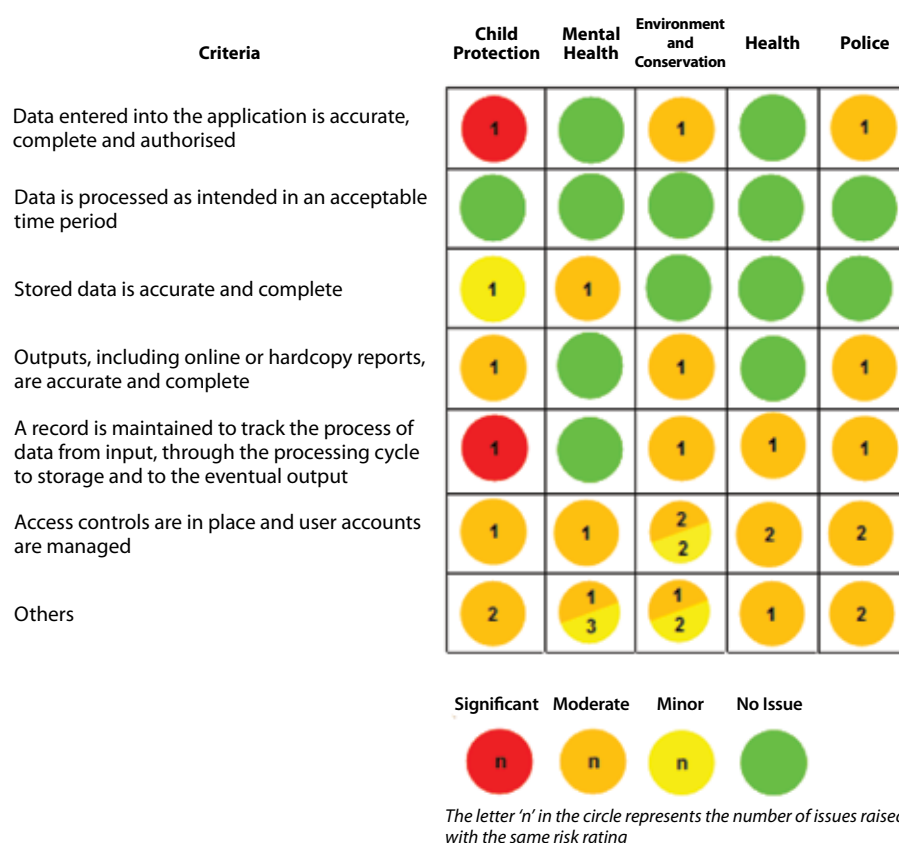 Criteria
Child
Protection
Mental
Health
Environment
and
Conservation
Health
Police
Data entered into the application is accurate,
complete and authorised
1 1 1
Data is processed as intended in an acceptable
time period
Stored data is accurate and complete
1 1
Outputs, including online or hardcopy reports,
are accurate and complete
1 1 1
A record is maintained to track the process of
data from input, through the processing cycle
to storage and to the eventual output
1 1 1 1
Access controls are in place and user accounts
are managed
1 1 2 2 2 2
Others
2 1 3 1 2 1 2
Significant Moderate Minor No Issue
n n n
The letter 'n' in the circle represents the number of issues raised
with the same risk rating